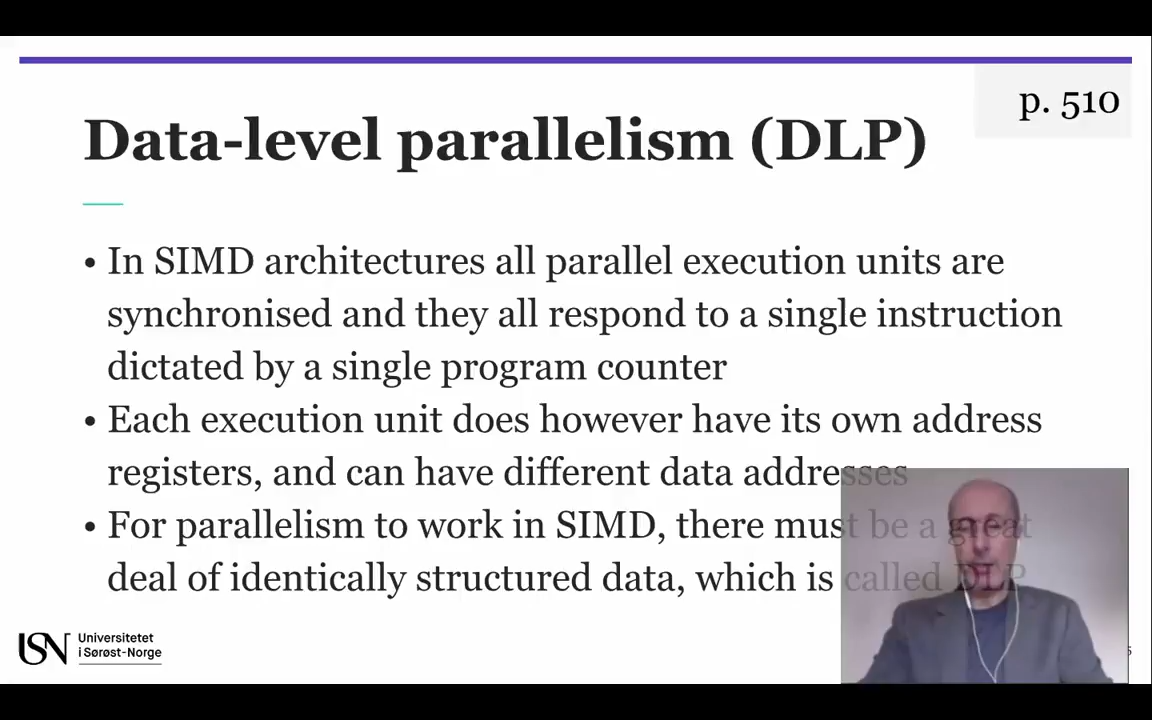 p. 510
Data-level parallelism (DLP)
• In SIMD architectures all parallel execution units are
synchronised and they all respond to a single instruction
dictated by a single program counter
• Each execution unit does however have its own address
registers, and can have different data addresses
• For parallelism to work in SIMD, there must be a great
deal of identically structured data, which is called DLP
USN Universitetet
i Sørøst-Norge